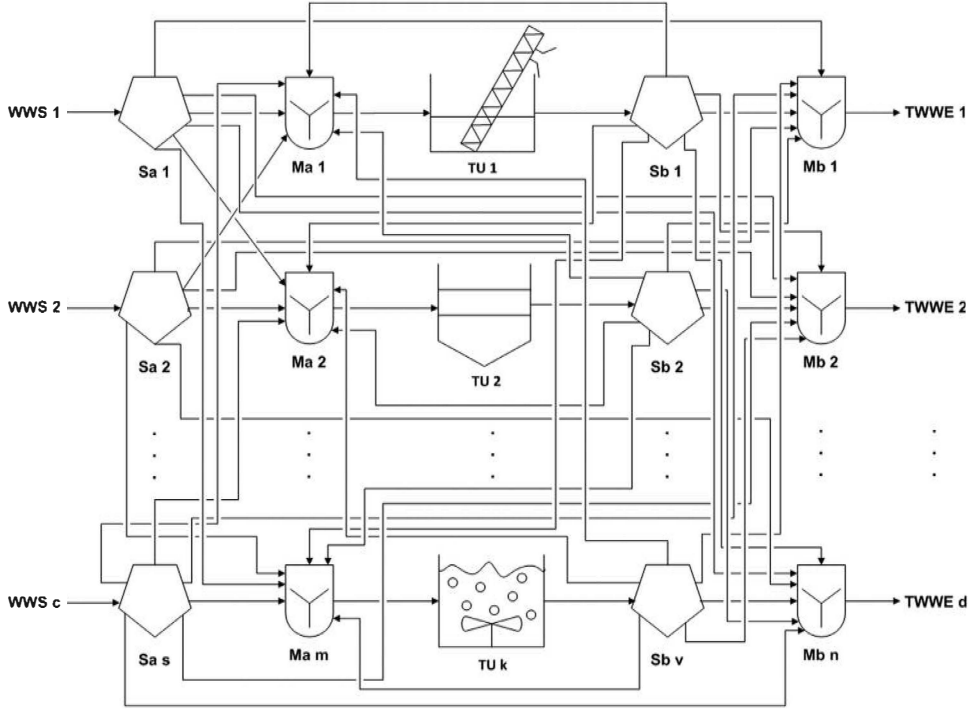 WWS 1
Sa 1
Ma 1
TU 1
Sb 1
Mb 1
TWWE 1
WWS 2
Sa 2
Ma 2
TU 2
Sb 2
Mb 2
TWWE 2
WWS c
Sa s
Ma m
TU k
Sb v
Mb n
TWWE d